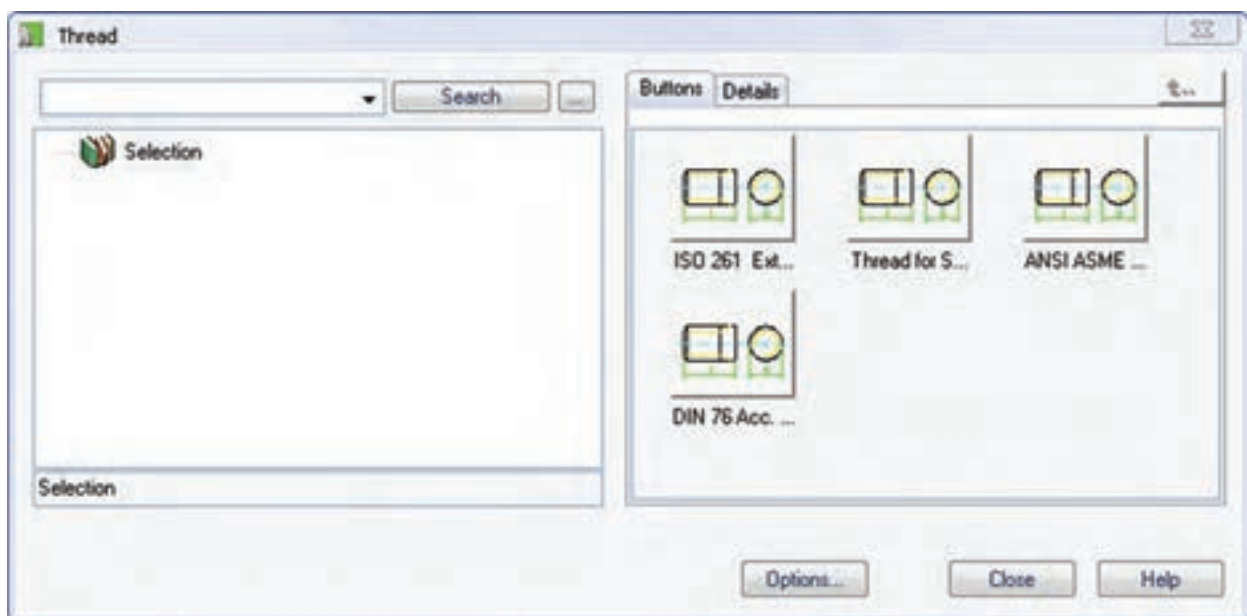 Thread
Search ...
Selection
Selection
Buttons Details
ISO 261 Ext... Thread for S... ANSI ASME ...
DIN 76 Acc. ...
Options... Close Help